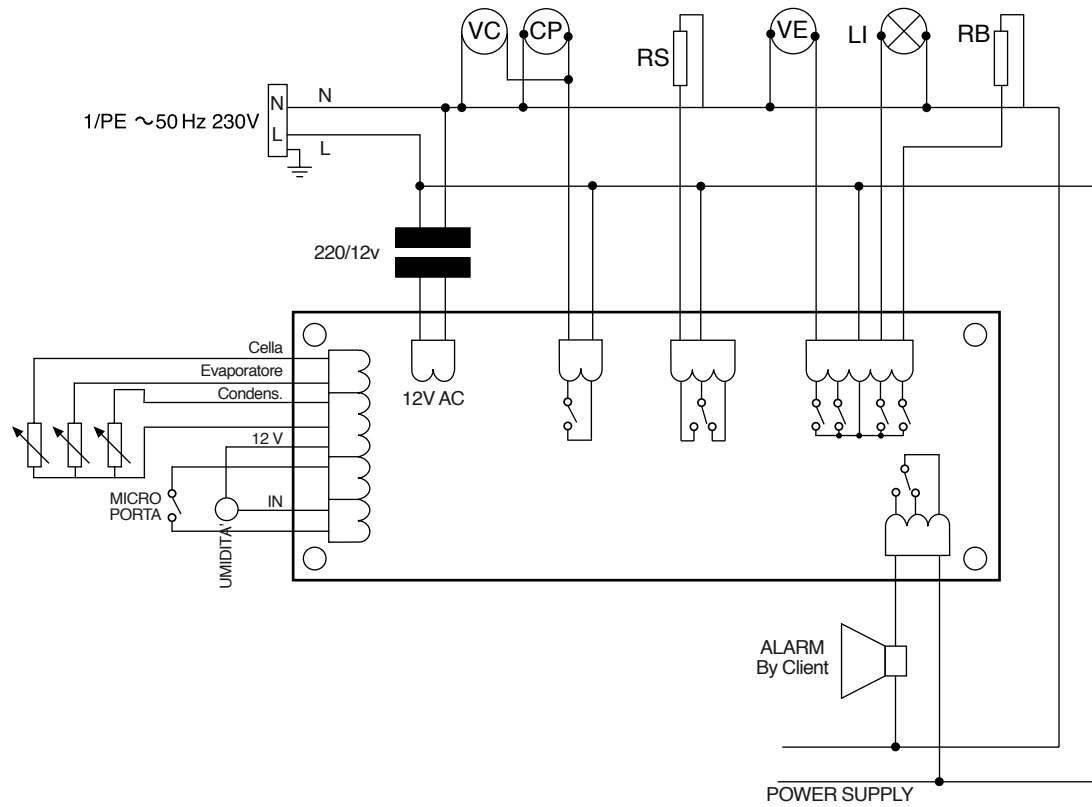 VC
CP
RS
VE
LI
RB
N
N
1/PE ~50 Hz 230V
L
L
220/12v
Cella
Evaporatore
Condens.
12V AC
12 V
MICRO
PORTA
IN
UMIDITA'
ALARM
By Client
POWER SUPPLY